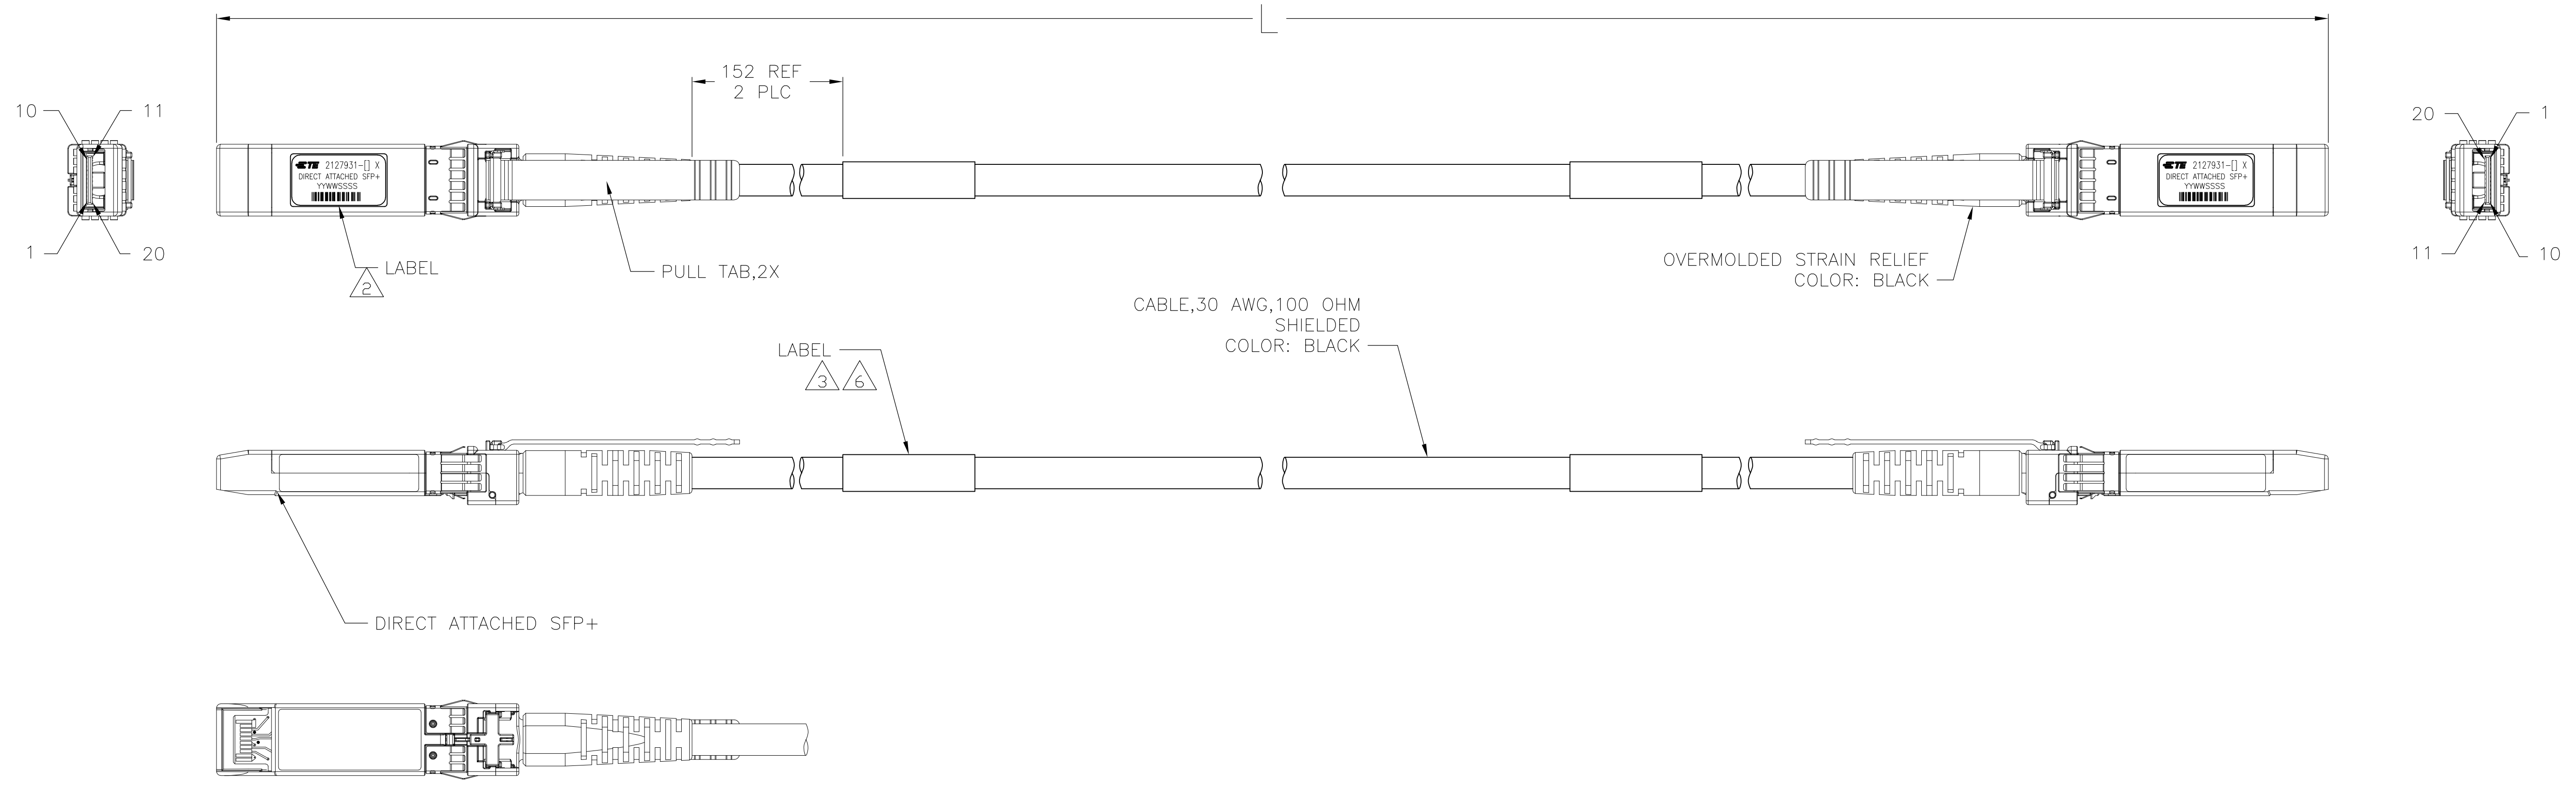 L
152 REF
2 PLC
10
11
20
1
TE 2127931-[] X
DIRECT ATTACHED SFP+
YYWWSSSS
TE 2127931-[] X
DIRECT ATTACHED SFP+
YYWWSSSS
1
20
11
10
LABEL
2
PULL TAB,2X
OVERMOLDED STRAIN RELIEF
COLOR: BLACK
CABLE,30 AWG,100 OHM
SHIELDED
COLOR: BLACK
LABEL
3 6
DIRECT ATTACHED SFP+